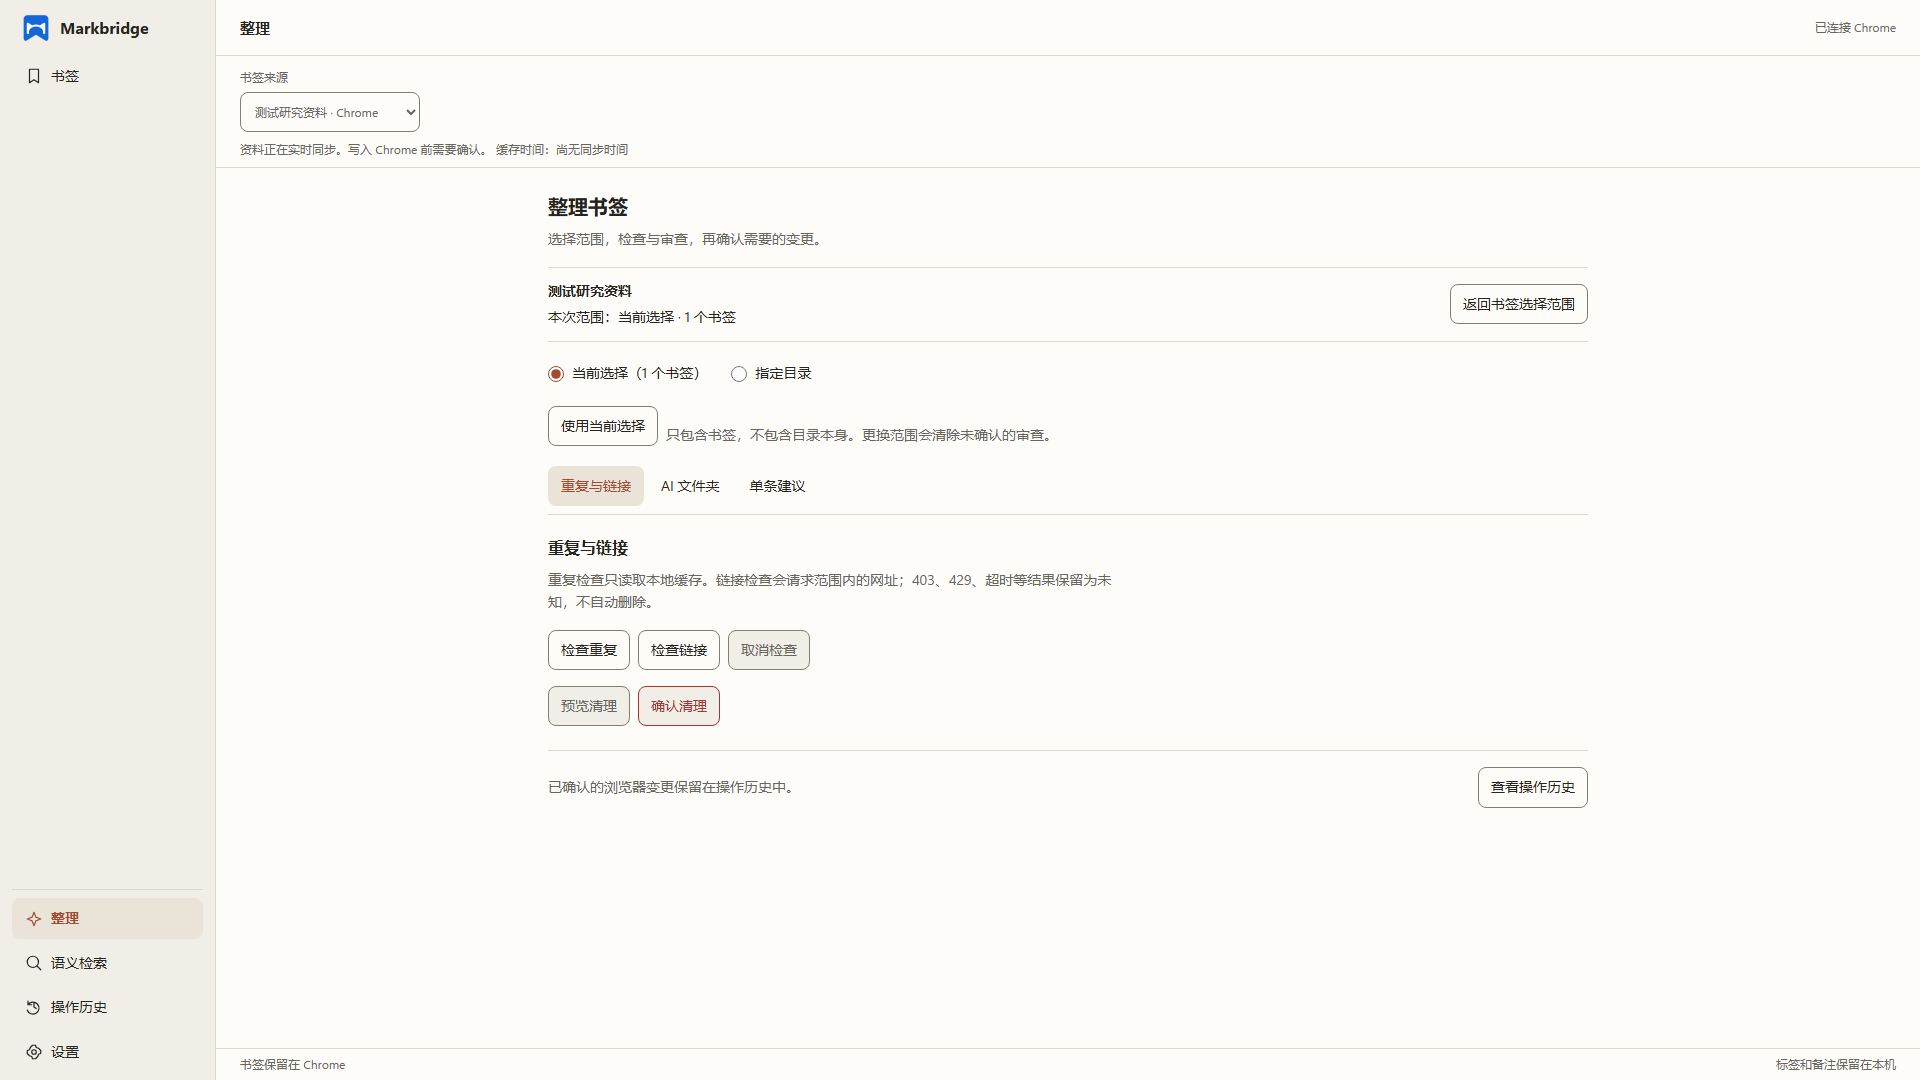 Markbridge
书签
整理
已连接 Chrome
书签来源
测试研究资料 · Chrome
资料正在实时同步。写入 Chrome 前需要确认。 缓存时间：尚无同步时间
整理书签
选择范围，检查与审查，再确认需要的变更。
测试研究资料
本次范围：当前选择 · 1 个书签
返回书签选择范围
当前选择（1 个书签）
指定目录
使用当前选择
只包含书签，不包含目录本身。更换范围会清除未确认的审查。
重复与链接
AI 文件夹
单条建议
重复与链接
重复检查只读取本地缓存。链接检查会请求范围内的网址；403、429、超时等结果保留为未
知，不自动删除。
检查重复
检查链接
取消检查
预览清理
确认清理
已确认的浏览器变更保留在操作历史中。
查看操作历史
整理
语义检索
操作历史
设置
书签保留在 Chrome
标签和备注保留在本机